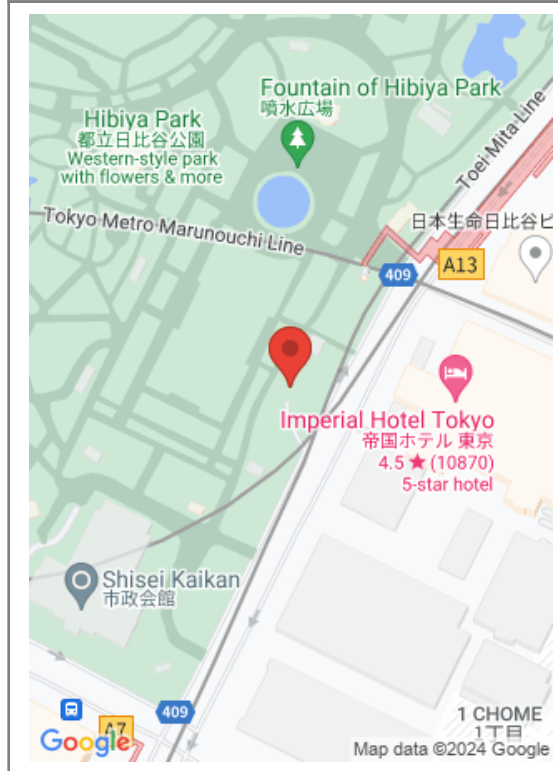 Fountain of Hibiya Park
噴水広場
Hibiya Park
都立日比谷公園
Western-style park
with flowers & more
Toei Mita Line
Tokyo Metro Marunouchi Line
日本生命日比谷ビ
409
A13
Imperial Hotel Tokyo
帝国ホテル 東京
4.5 ★ (10870)
5-star hotel
Shisei Kaikan
市政会館
409
A7
1 CHOME
1丁目
Google
Map data ©2024 Google